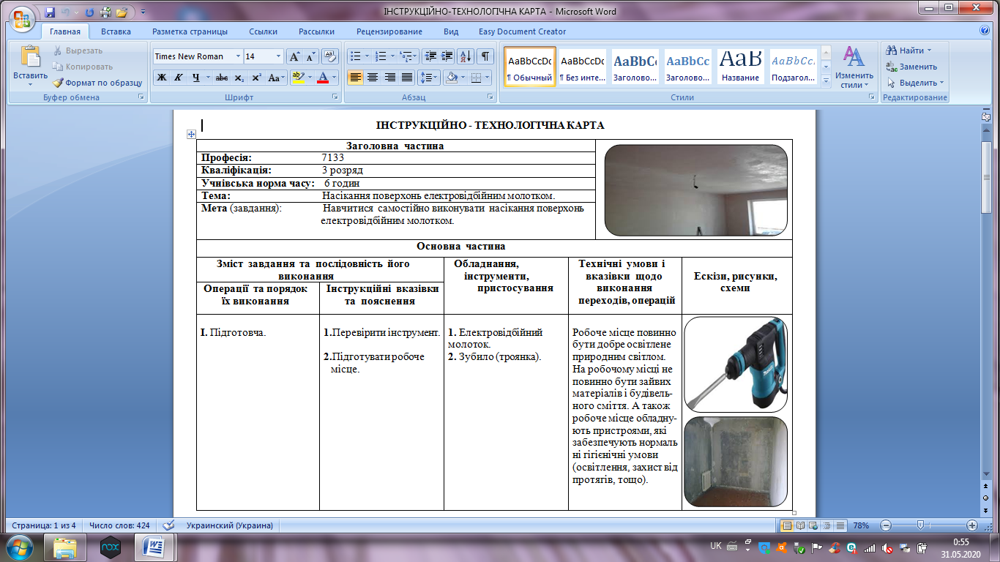 ІНСТРУКЦІЙНО-ТЕХНОЛОГІЧНА КАРТА - Microsoft Word
Главная Вставка Разметка страницы Ссылки Рассылки Рецензирование Вид Easy Document Creator
Вставить
Вырезать
Копировать
Формат по образцу
Буфер обмена
Times New Roman 14
Ж К Ч abc x₂ x² Aa
Шрифт
Абзац
AaBbCcDc AaBbCcDc AaBbC AaBbCc AaB AaBbCc.
¶ Обычный ¶ Без инте... Заголово... Заголово... Название Подзагол...
Изменить стили
Стили
Найти
Заменить
Выделить
Редактирование
ІНСТРУКЦІЙНО - ТЕХНОЛОГІЧНА КАРТА
Заголовна частина
Професія: 7133
Кваліфікація: 3 розряд
Учнівська норма часу: 6 годин
Тема: Насікання поверхонь електровідбійним молотком.
Мета (завдання): Навчитися самостійно виконувати насікання поверхонь
електровідбійним молотком.
Основна частина
Зміст завдання та послідовність його
виконання
Операції та порядок
їх виконання
Інструкційні вказівки
та пояснення
Обладнання,
інструменти,
пристосування
Технічні умови і
вказівки щодо
виконання
переходів, операцій
Ескізи, рисунки,
схеми
І. Підготовча.
1.Перевірити інструмент.
2.Підготувати робоче
місце.
1. Електровідбійний
молоток.
2. Зубило (троянка).
Робоче місце повинно
бути добре освітлене
природним світлом.
На робочому місці не
повинно бути зайвих
матеріалів і будівель-
ного сміття. А також
робоче місце обладну-
ють пристроями, які
забезпечують нормаль
ні гігієнічні умови
(освітлення, захист від
протягів, тощо).
Страница: 1 из 4 Число слов: 424 Украинский (Украина) 78%
nox
UK
0:55
31.05.2020